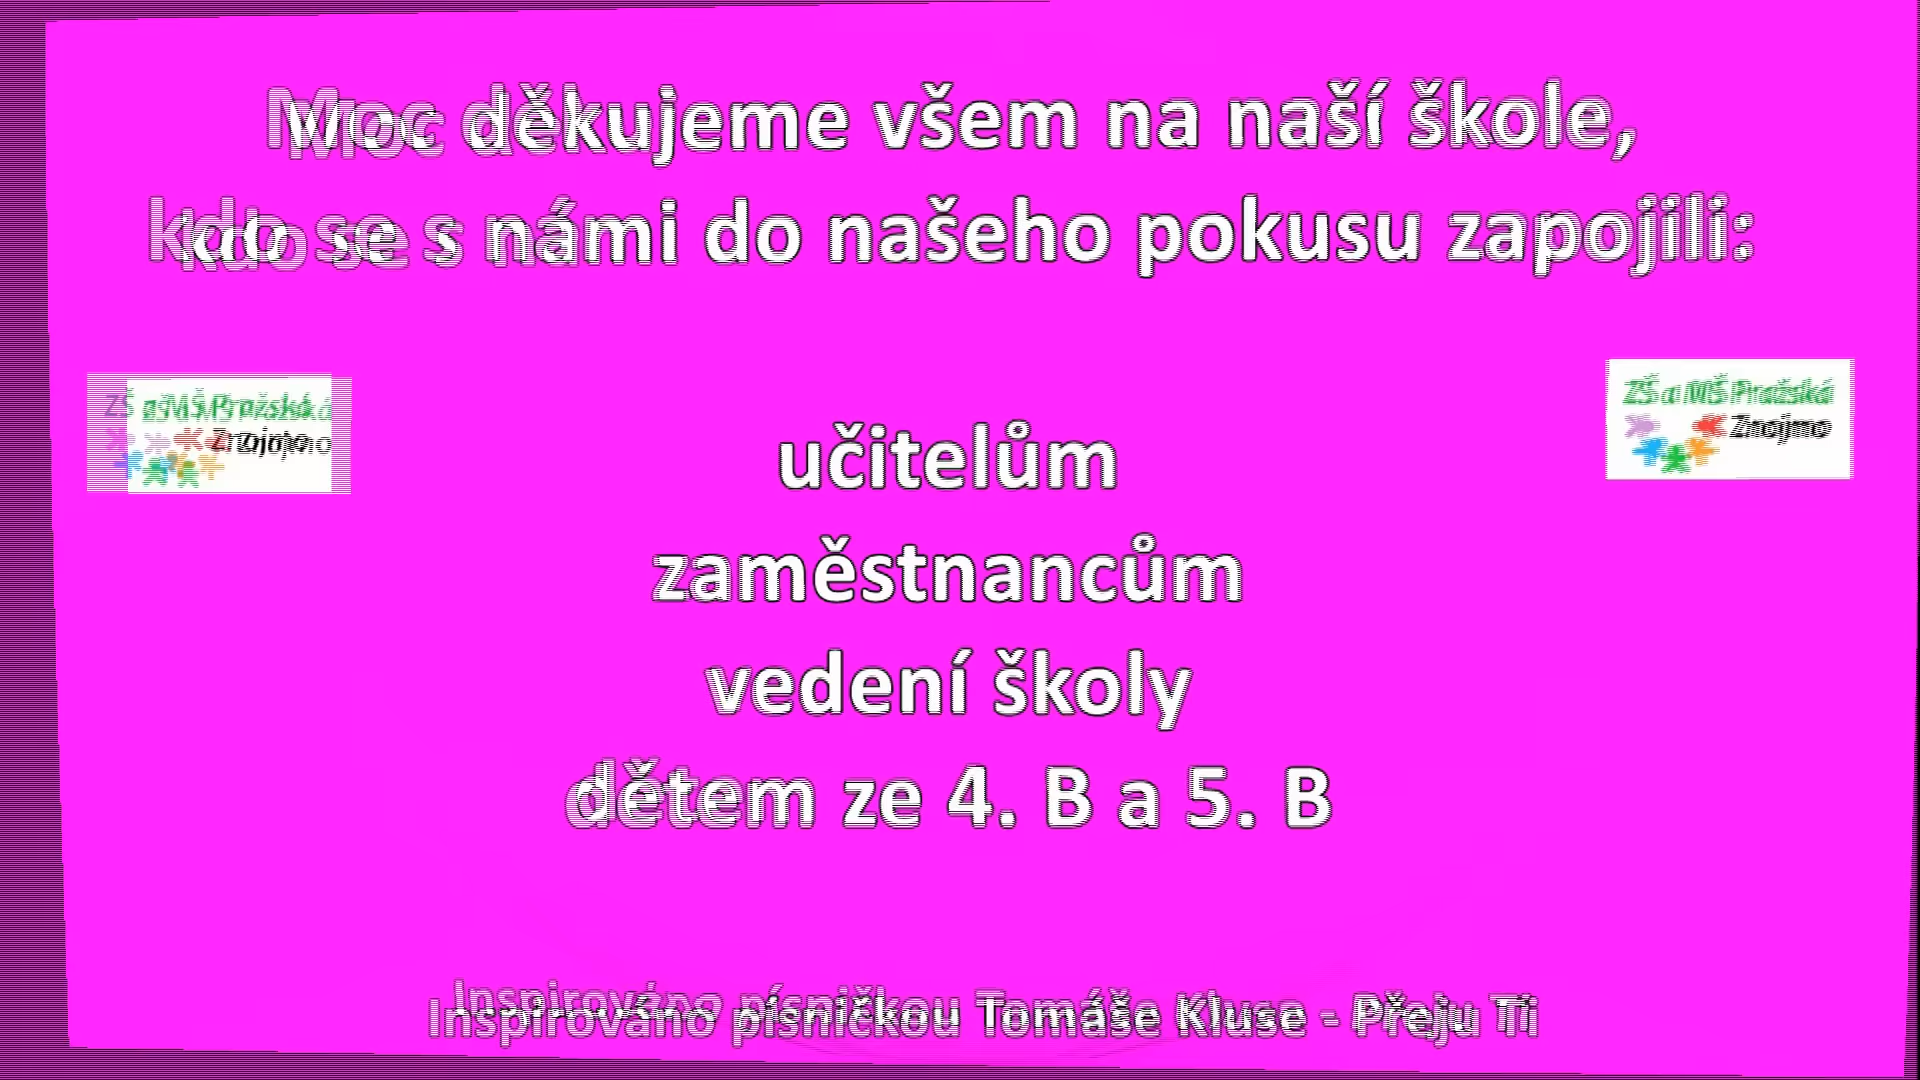 Moc děkujeme všem na naší škole,
kdo se s námi do našeho pokusu zapojili:
ZŠ a MŠ Pražská
Znojmo
ZŠ a MŠ Pražská
Znojmo
učitelům
zaměstnancům
vedení školy
dětem ze 4. B a 5. B
Inspirováno písničkou Tomáše Kluse - Přeju Ti